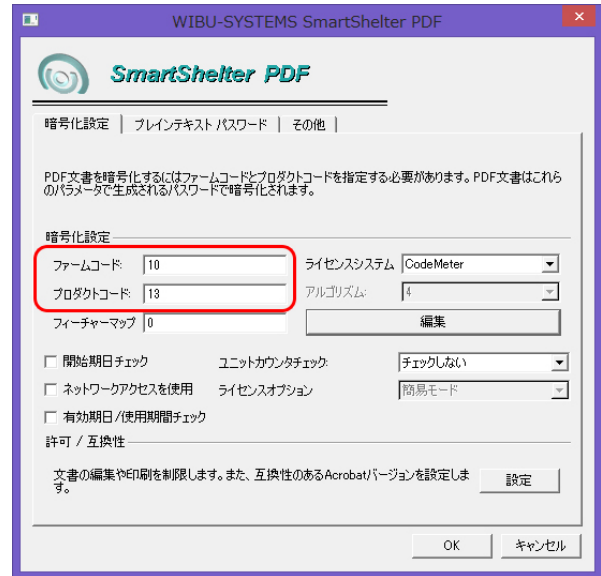 WIBU-SYSTEMS SmartShelter PDF
SmartShelter PDF
暗号化設定 プレインテキスト パスワード その他
PDF文書を暗号化するにはファームコードとプロダクトコードを指定する必要があります。PDF文書はこれら
のパラメータで生成されるパスワードで暗号化されます。
暗号化設定
ファームコード: 10 ライセンスシステム CodeMeter
プロダクトコード: 13 アルゴリズム: 4
フィーチャーマップ 0 編集
開始期日チェック ユニットカウンタチェック: チェックしない
ネットワークアクセスを使用 ライセンスオプション 簡易モード
有効期日/使用期間チェック
許可 / 互換性
文書の編集や印刷を制限します。また、互換性のあるAcrobatバージョンを設定しま
す。
設定
OK キャンセル